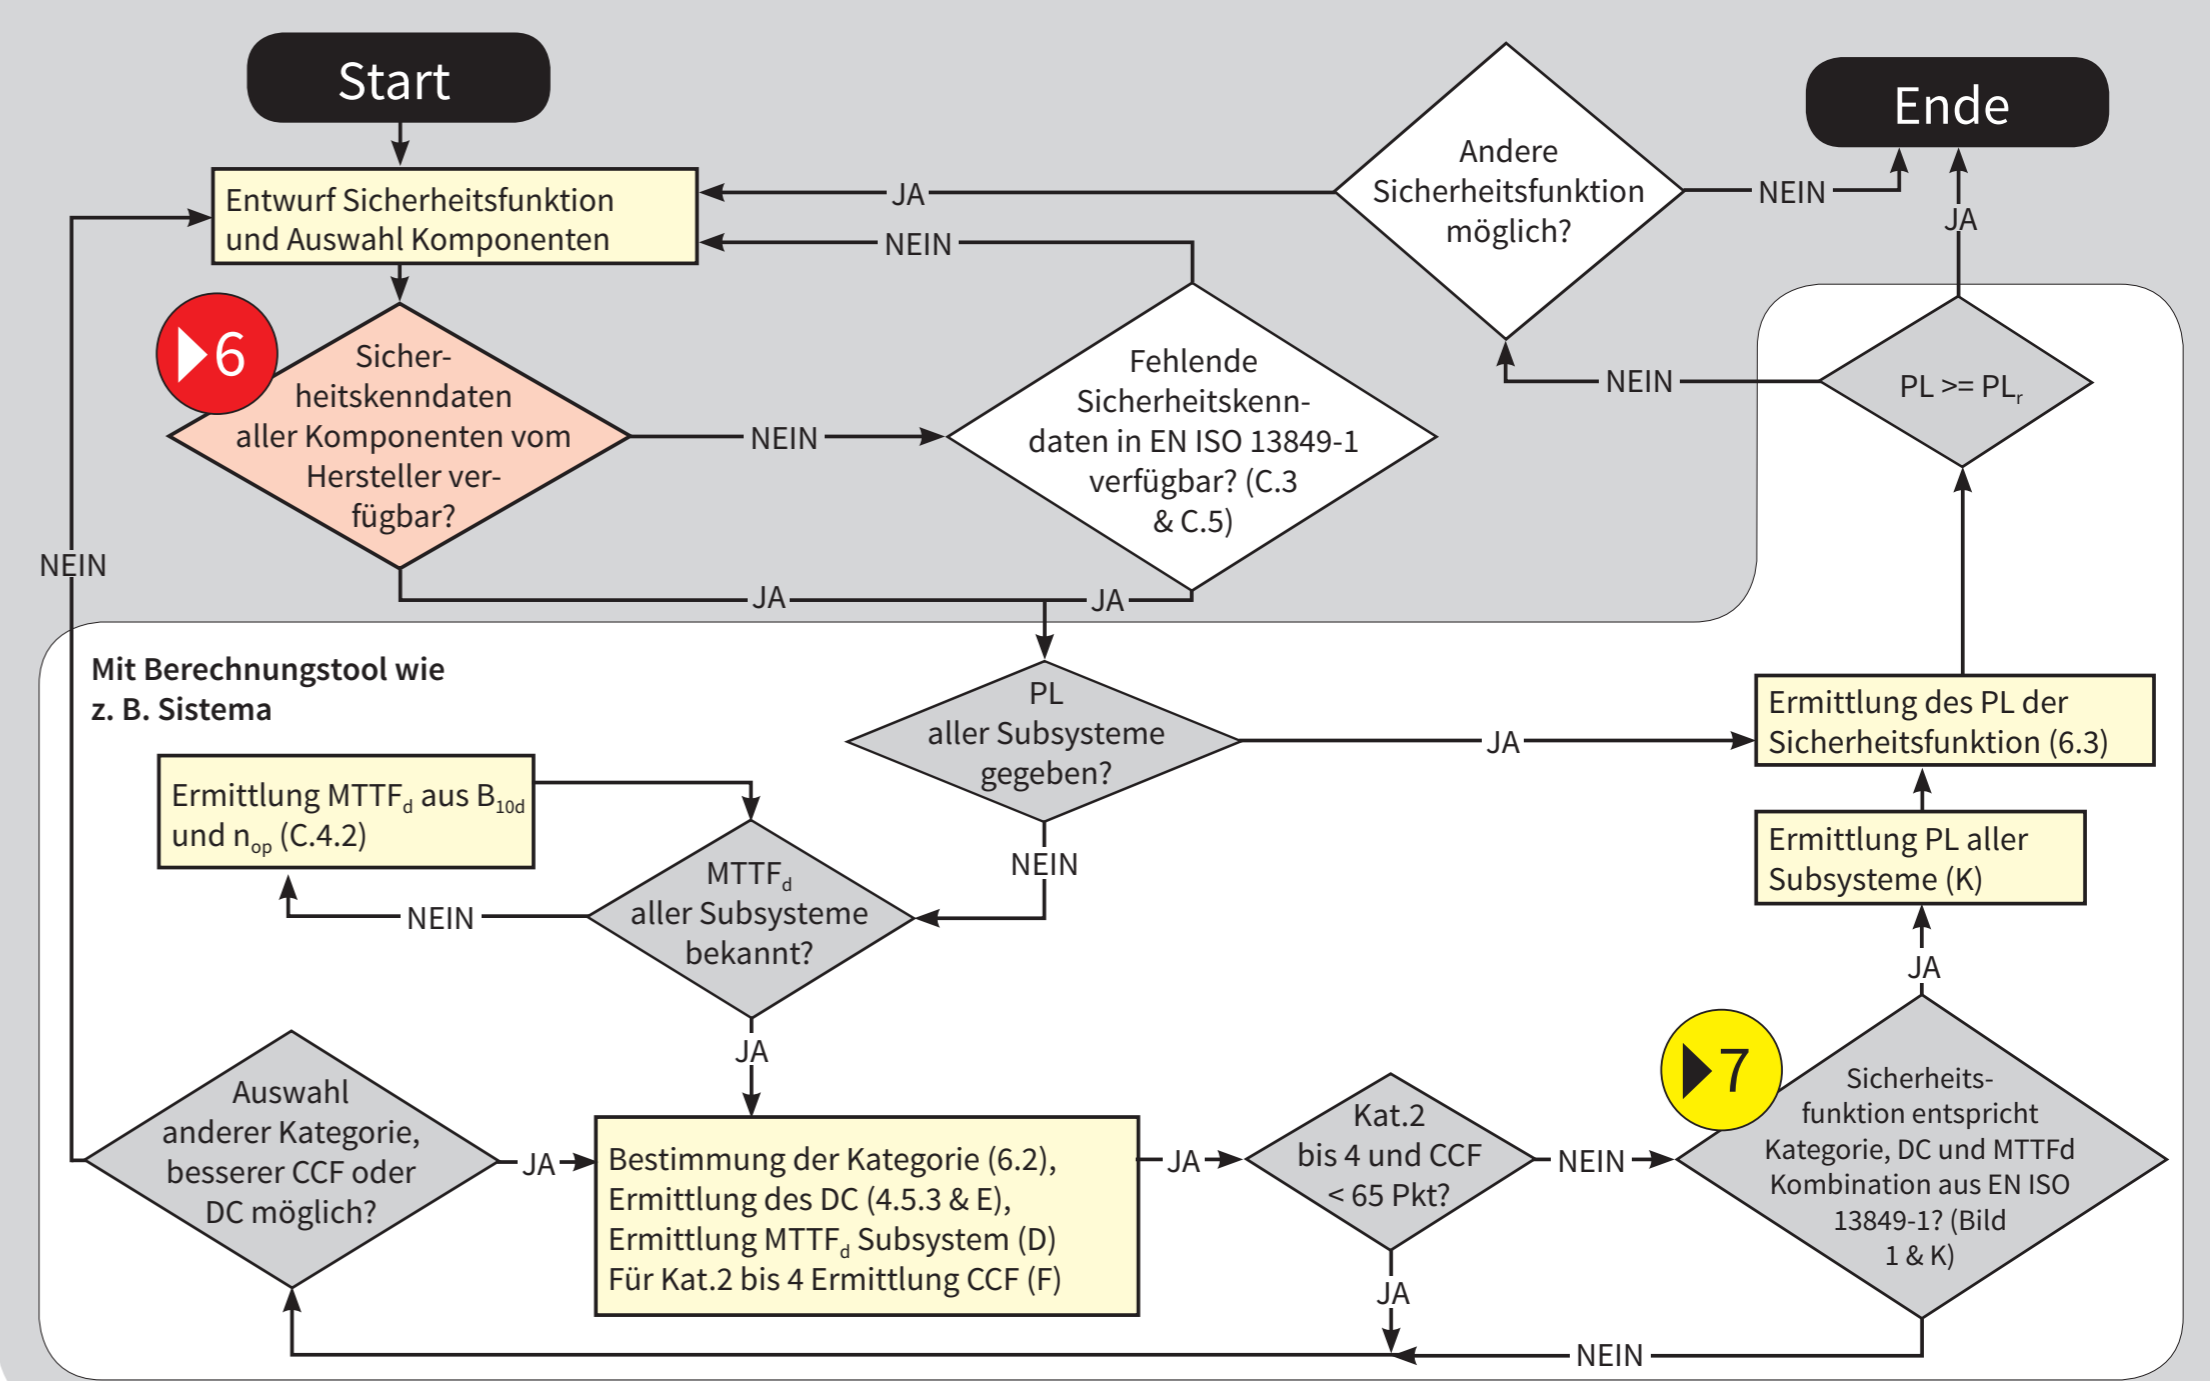 Start
Ende
Andere
Sicherheitsfunktion
möglich?
JA
NEIN
Entwurf Sicherheitsfunktion
und Auswahl Komponenten
NEIN
JA
▶6
Sicher-
heitskenndaten
aller Komponenten vom
Hersteller ver-
fügbar?
NEIN
Fehlende
Sicherheitskenn-
daten in EN ISO 13849-1
verfügbar? (C.3
& C.5)
NEIN
PL >= PLr
NEIN
JA
JA
Mit Berechnungstool wie
z. B. Sistema
PL
aller Subsysteme
gegeben?
JA
Ermittlung des PL der
Sicherheitsfunktion (6.3)
Ermittlung MTTFd aus B10d
und nop (C.4.2)
NEIN
Ermittlung PL aller
Subsysteme (K)
MTTFd
aller Subsysteme
bekannt?
NEIN
JA
JA
▶7
Auswahl
anderer Kategorie,
besserer CCF oder
DC möglich?
JA
Bestimmung der Kategorie (6.2),
Ermittlung des DC (4.5.3 & E),
Ermittlung MTTFd Subsystem (D)
Für Kat.2 bis 4 Ermittlung CCF (F)
JA
Kat.2
bis 4 und CCF
< 65 Pkt?
NEIN
Sicherheits-
funktion entspricht
Kategorie, DC und MTTFd
Kombination aus EN ISO
13849-1? (Bild
1 & K)
JA
NEIN